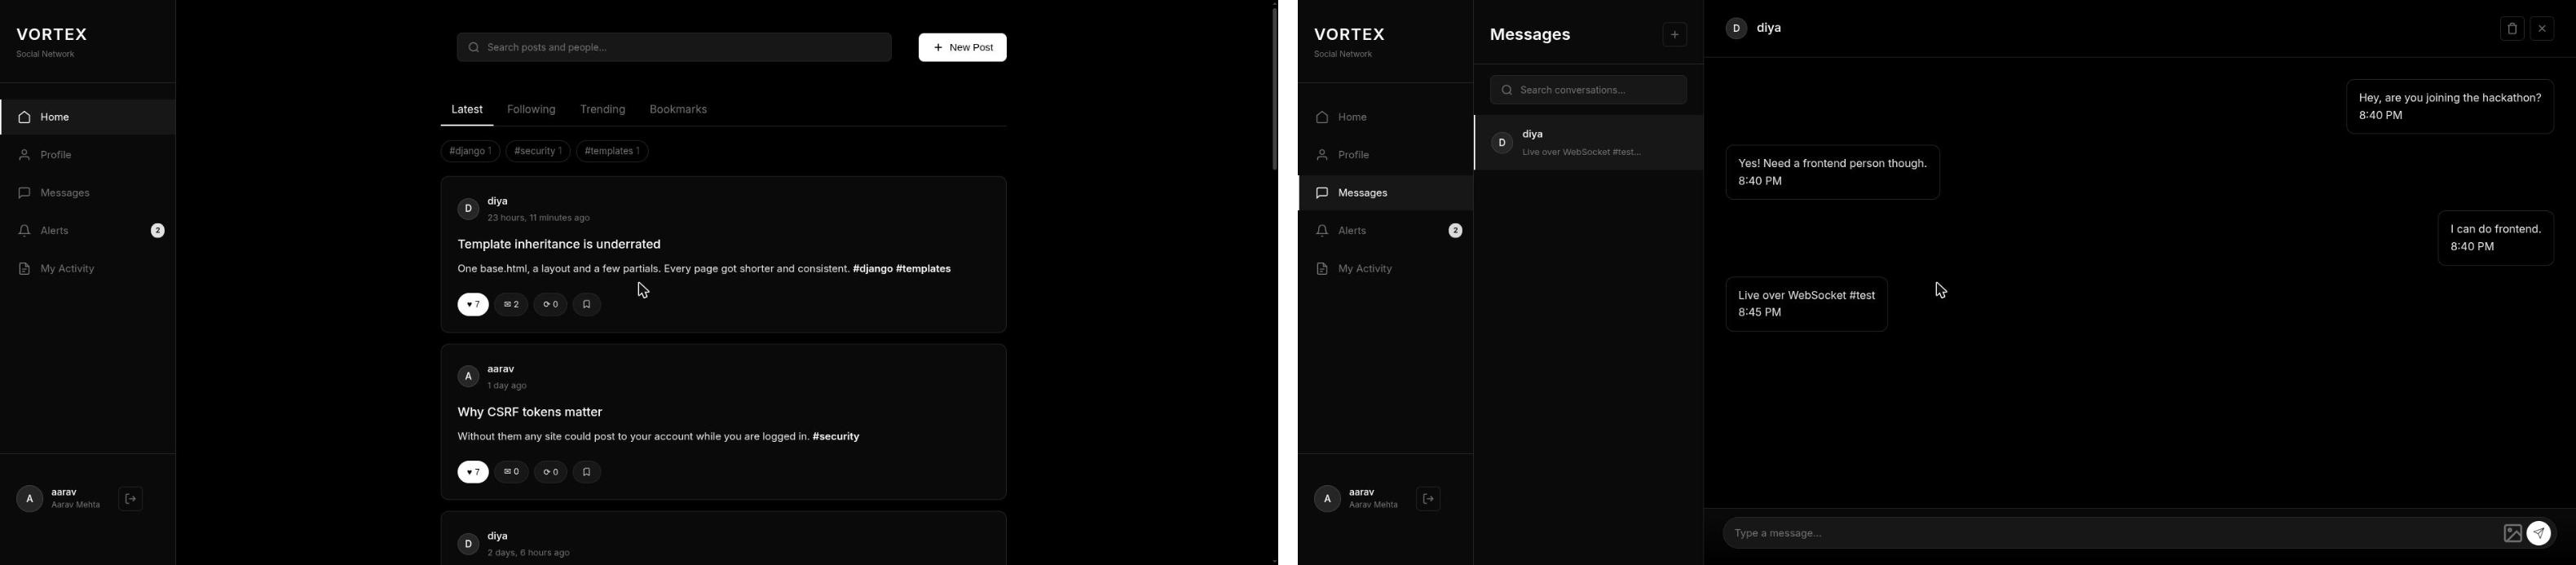 VORTEX
Social Network
Home
Profile
Messages
Alerts 2
My Activity
A aarav
Aarav Mehta
Search posts and people...
+ New Post
Latest Following Trending Bookmarks
#django 1 #security 1 #templates 1
D diya
23 hours, 11 minutes ago
Template inheritance is underrated
One base.html, a layout and a few partials. Every page got shorter and consistent. #django #templates
♥ 7 ✉ 2 ⟳ 0
A aarav
1 day ago
Why CSRF tokens matter
Without them any site could post to your account while you are logged in. #security
♥ 7 ✉ 0 ⟳ 0
D diya
2 days, 6 hours ago
VORTEX
Social Network
Home
Profile
Messages
Alerts 2
My Activity
A aarav
Aarav Mehta
Messages
Search conversations...
D diya
Live over WebSocket #test...
D diya
Hey, are you joining the hackathon?
8:40 PM
Yes! Need a frontend person though.
8:40 PM
I can do frontend.
8:40 PM
Live over WebSocket #test
8:45 PM
Type a message...